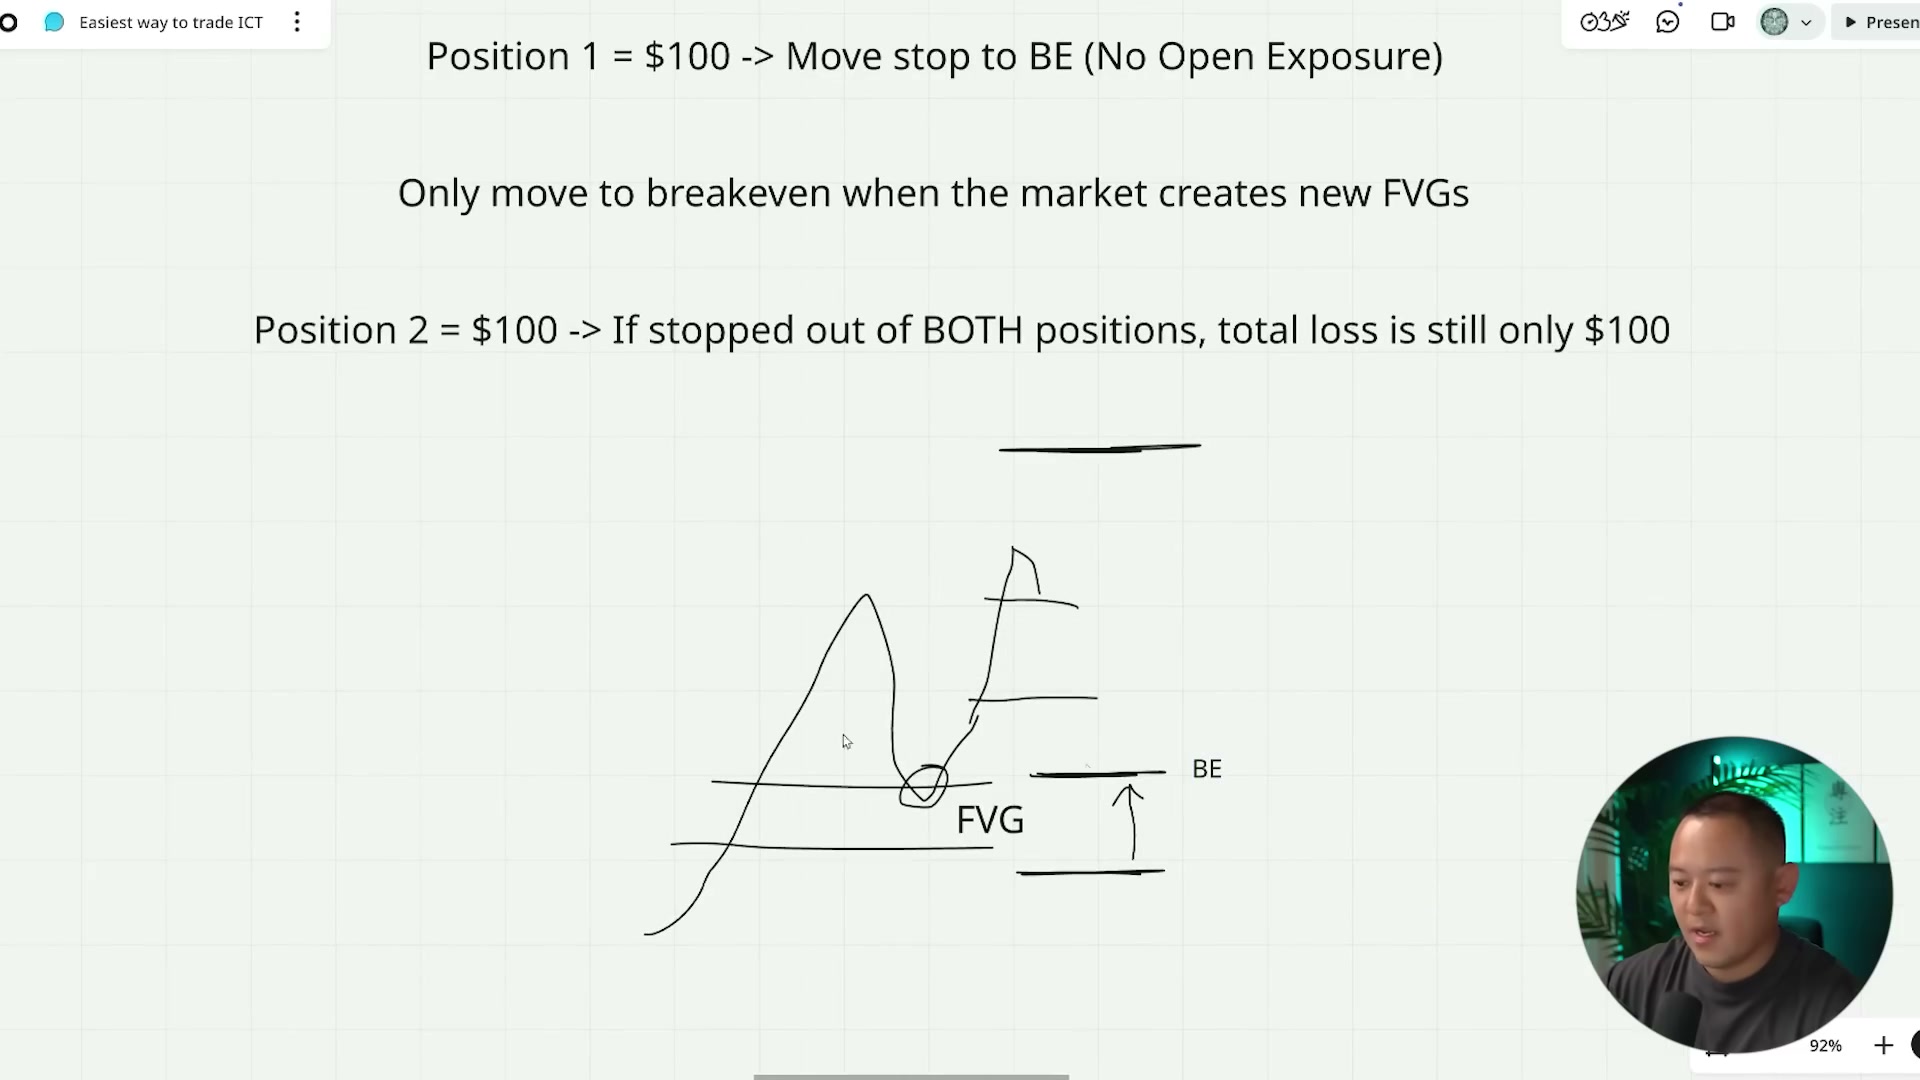 Easiest way to trade ICT
Presen
Position 1 = $100 -> Move stop to BE (No Open Exposure)
Only move to breakeven when the market creates new FVGs
Position 2 = $100 -> If stopped out of BOTH positions, total loss is still only $100
BE
FVG
專
注
92%